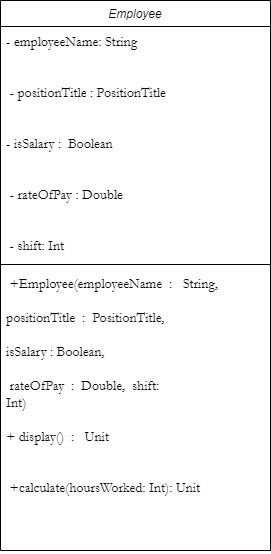 Employee
- employeeName: String
- positionTitle : PositionTitle
- isSalary : Boolean
- rateOfPay : Double
- shift: Int
+Employee(employeeName : String,
positionTitle : PositionTitle,
isSalary : Boolean,
rateOfPay : Double, shift:
Int)
+ display() : Unit
+calculate(hoursWorked: Int): Unit